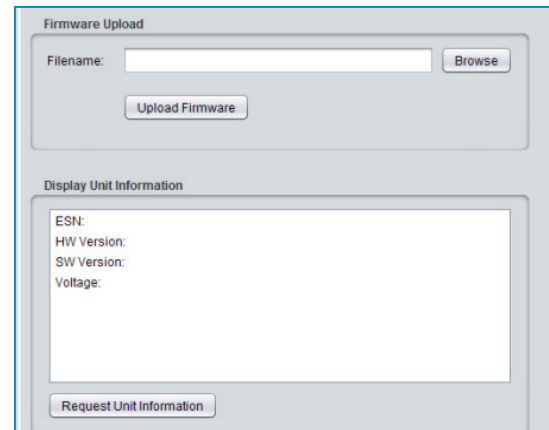 Firmware Upload
Filename: Browse
Upload Firmware
Display Unit Information
ESN:
HW Version:
SW Version:
Voltage:
Request Unit Information